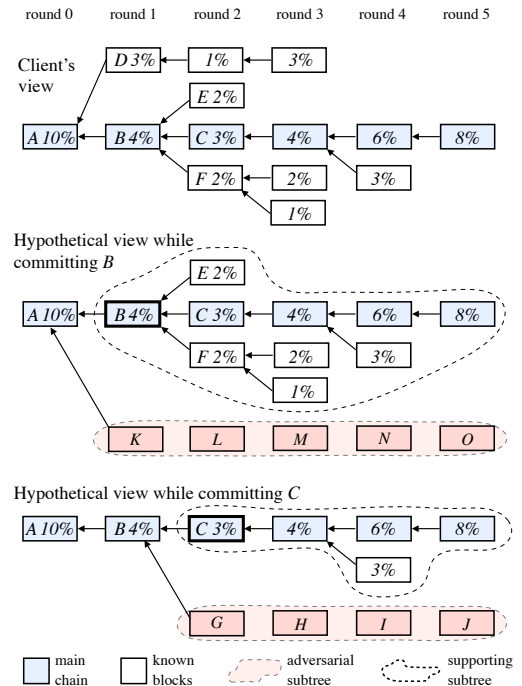 round 0 round 1 round 2 round 3 round 4 round 5
Client's
view
D 3% 1% 3%
E 2%
A 10% B 4% C 3% 4% 6% 8%
F 2% 2% 3%
1%
Hypothetical view while
committing B
E 2%
A 10% B 4% C 3% 4% 6% 8%
F 2% 2% 3%
1%
K L M N O
Hypothetical view while committing C
A 10% B 4% C 3% 4% 6% 8%
3%
G H I J
main
chain
known
blocks
adversarial
subtree
supporting
subtree